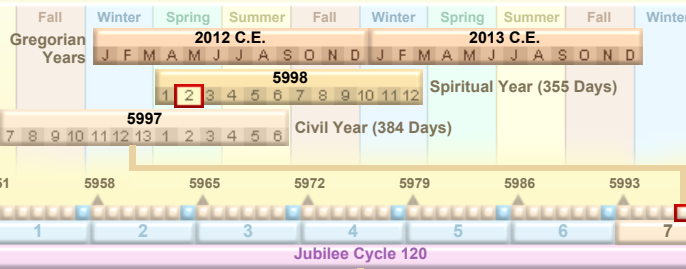 Fall Winter Spring Summer Fall Winter Spring Summer Fall Winte
Gregorian Years
2012 C.E. 2013 C.E.
J F M A M J J A S O N D J F M A M J J A S O N D
5998
Spiritual Year (355 Days)
1 2 3 4 5 6 7 8 9 10 11 12
5997
Civil Year (384 Days)
7 8 9 10 11 12 13 1 2 3 4 5 6
51 5958 5965 5972 5979 5986 5993
1 2 3 4 5 6 7
Jubilee Cycle 120